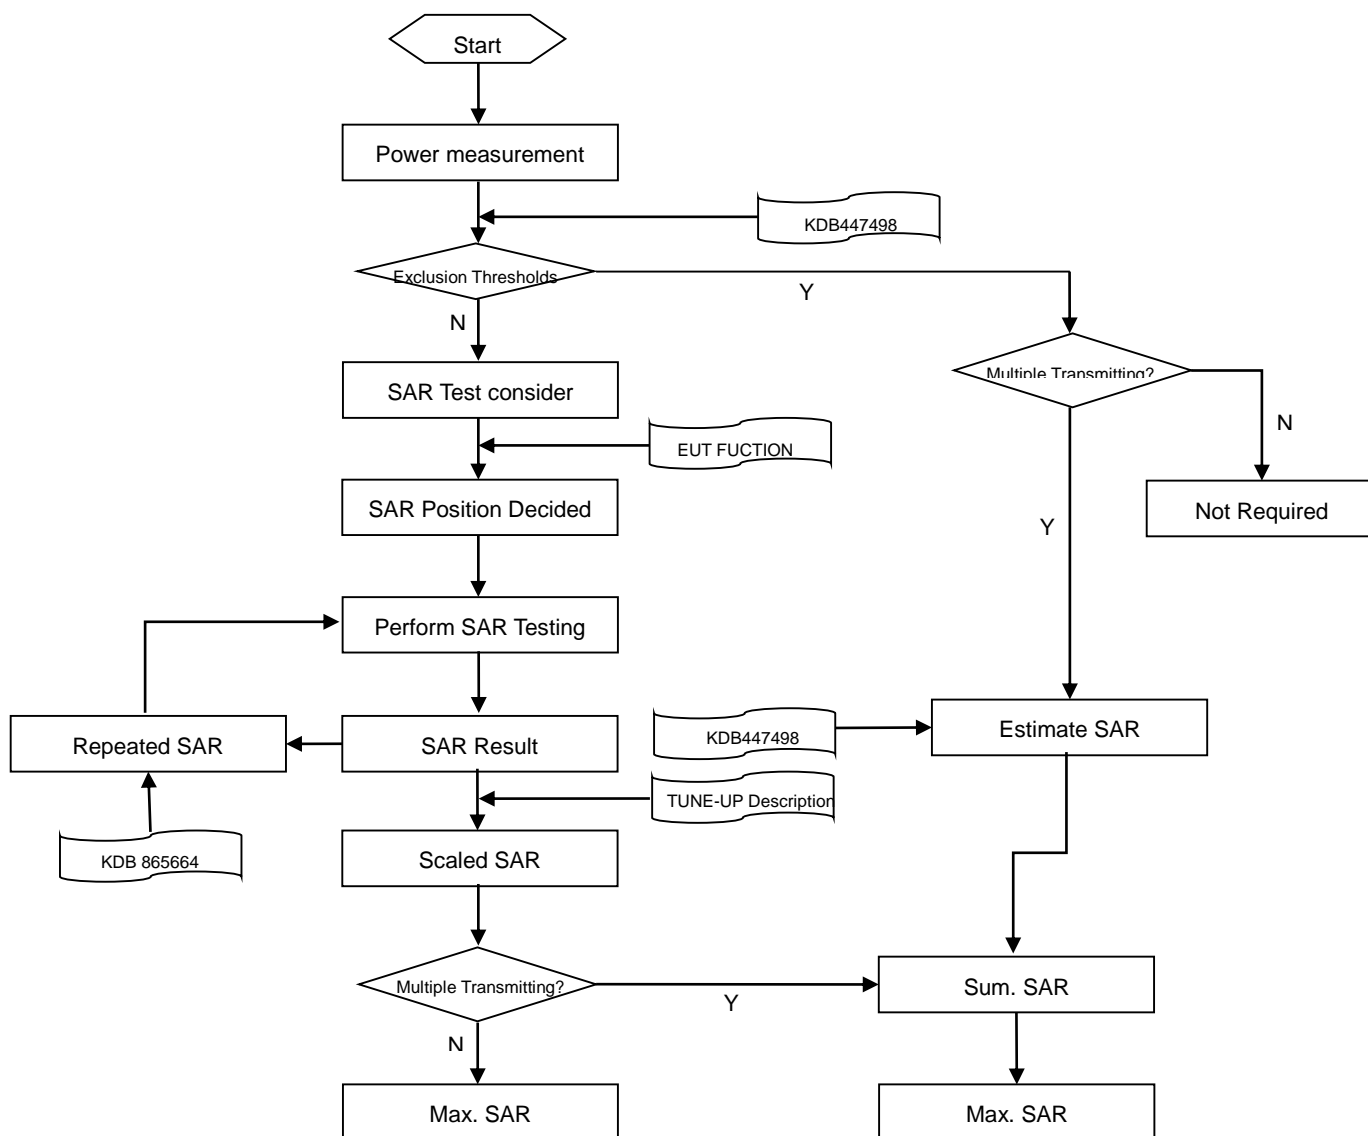 Start
Power measurement
KDB447498
Exclusion Thresholds
Y
N
Multiple Transmitting?
SAR Test consider
N
EUT FUCTION
SAR Position Decided
Not Required
Y
Perform SAR Testing
Repeated SAR
SAR Result
KDB447498
Estimate SAR
TUNE-UP Description
KDB 865664
Scaled SAR
Multiple Transmitting?
Y
Sum. SAR
N
Max. SAR
Max. SAR